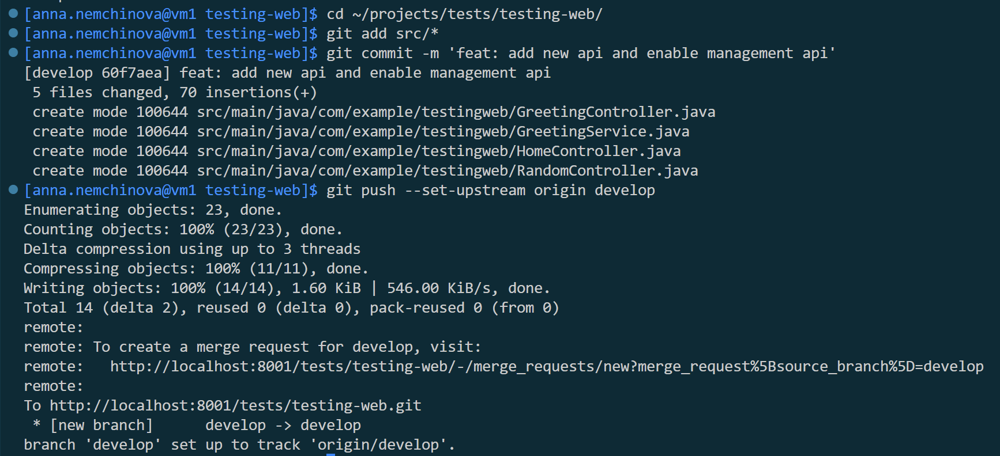 [anna.nemchinova@vm1 testing-web]$ cd ~/projects/tests/testing-web/
[anna.nemchinova@vm1 testing-web]$ git add src/*
[anna.nemchinova@vm1 testing-web]$ git commit -m 'feat: add new api and enable management api'
[develop 60f7aea] feat: add new api and enable management api
 5 files changed, 70 insertions(+)
 create mode 100644 src/main/java/com/example/testingweb/GreetingController.java
 create mode 100644 src/main/java/com/example/testingweb/GreetingService.java
 create mode 100644 src/main/java/com/example/testingweb/HomeController.java
 create mode 100644 src/main/java/com/example/testingweb/RandomController.java
[anna.nemchinova@vm1 testing-web]$ git push --set-upstream origin develop
Enumerating objects: 23, done.
Counting objects: 100% (23/23), done.
Delta compression using up to 3 threads
Compressing objects: 100% (11/11), done.
Writing objects: 100% (14/14), 1.60 KiB | 546.00 KiB/s, done.
Total 14 (delta 2), reused 0 (delta 0), pack-reused 0 (from 0)
remote:
remote: To create a merge request for develop, visit:
remote:   http://localhost:8001/tests/testing-web/-/merge_requests/new?merge_request%5Bsource_branch%5D=develop
remote:
To http://localhost:8001/tests/testing-web.git
 * [new branch]      develop -> develop
branch 'develop' set up to track 'origin/develop'.